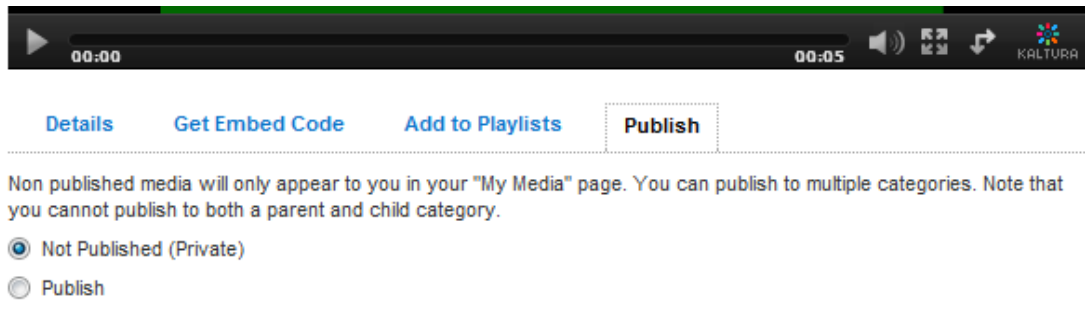 00:00 00:05 KALTURA
Details Get Embed Code Add to Playlists Publish
Non published media will only appear to you in your "My Media" page. You can publish to multiple categories. Note that
you cannot publish to both a parent and child category.
Not Published (Private)
Publish